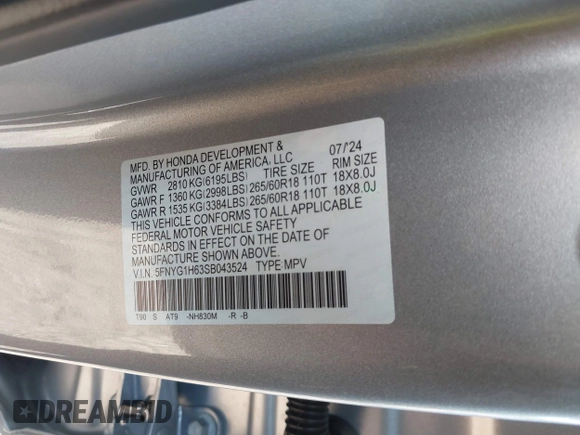 MFD. BY HONDA DEVELOPMENT &
MANUFACTURING OF AMERICA, LLC 07/'24
GVWR 2810 KG(6195LBS) TIRE SIZE RIM SIZE
GAWR F 1360 KG(2998LBS) 265/60R18 110T 18X8.0J
GAWR R 1535 KG(3384LBS) 265/60R18 110T 18X8.0J
THIS VEHICLE CONFORMS TO ALL APPLICABLE
FEDERAL MOTOR VEHICLE SAFETY
STANDARDS IN EFFECT ON THE DATE OF
MANUFACTURE SHOWN ABOVE.
V.I.N. 5FNYG1H63SB043524 TYPE:MPV
T90 S AT9 -NH830M -R -B
DREAMBID